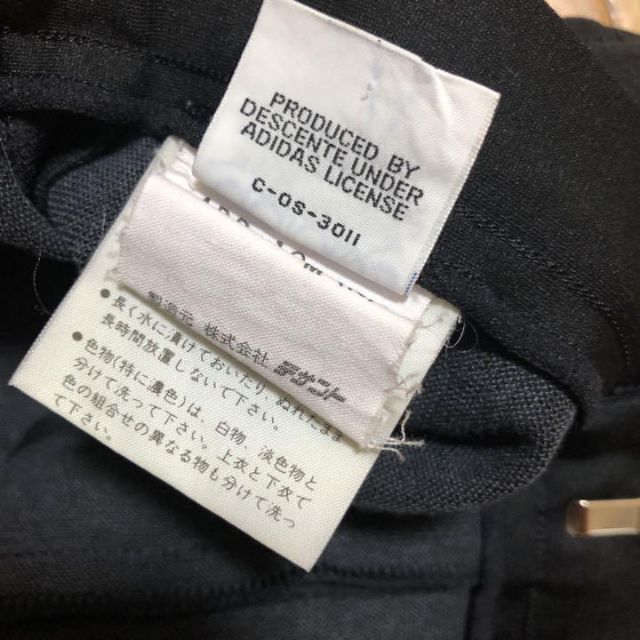 PRODUCED BY
DESCENTE UNDER
ADIDAS LICENSE
C-OS-3011
製造元 株式会社 デサント
●長く水に漬けておいたり ぬれたまま
長時間放置しないで下さい。
●色物(特に濃色)は、白物、淡色物と
分けて洗って下さい。上衣と下衣で
色の組合せの異なる物も分けて洗っ
て下さい。